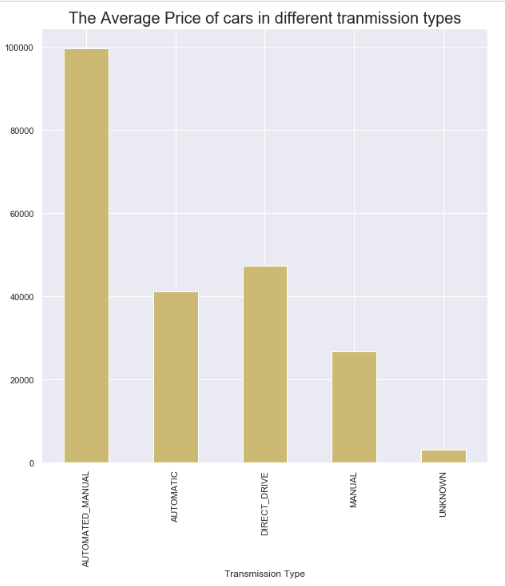 The Average Price of cars in different tranmission types
100000
80000
60000
40000
20000
0
AUTOMATED_MANUAL
AUTOMATIC
DIRECT_DRIVE
MANUAL
UNKNOWN
Transmission Type